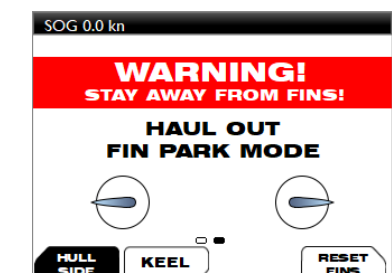 SOG 0.0 kn
WARNING!
STAY AWAY FROM FINS!
HAUL OUT
FIN PARK MODE
HULL
SIDE
KEEL
RESET
FINS